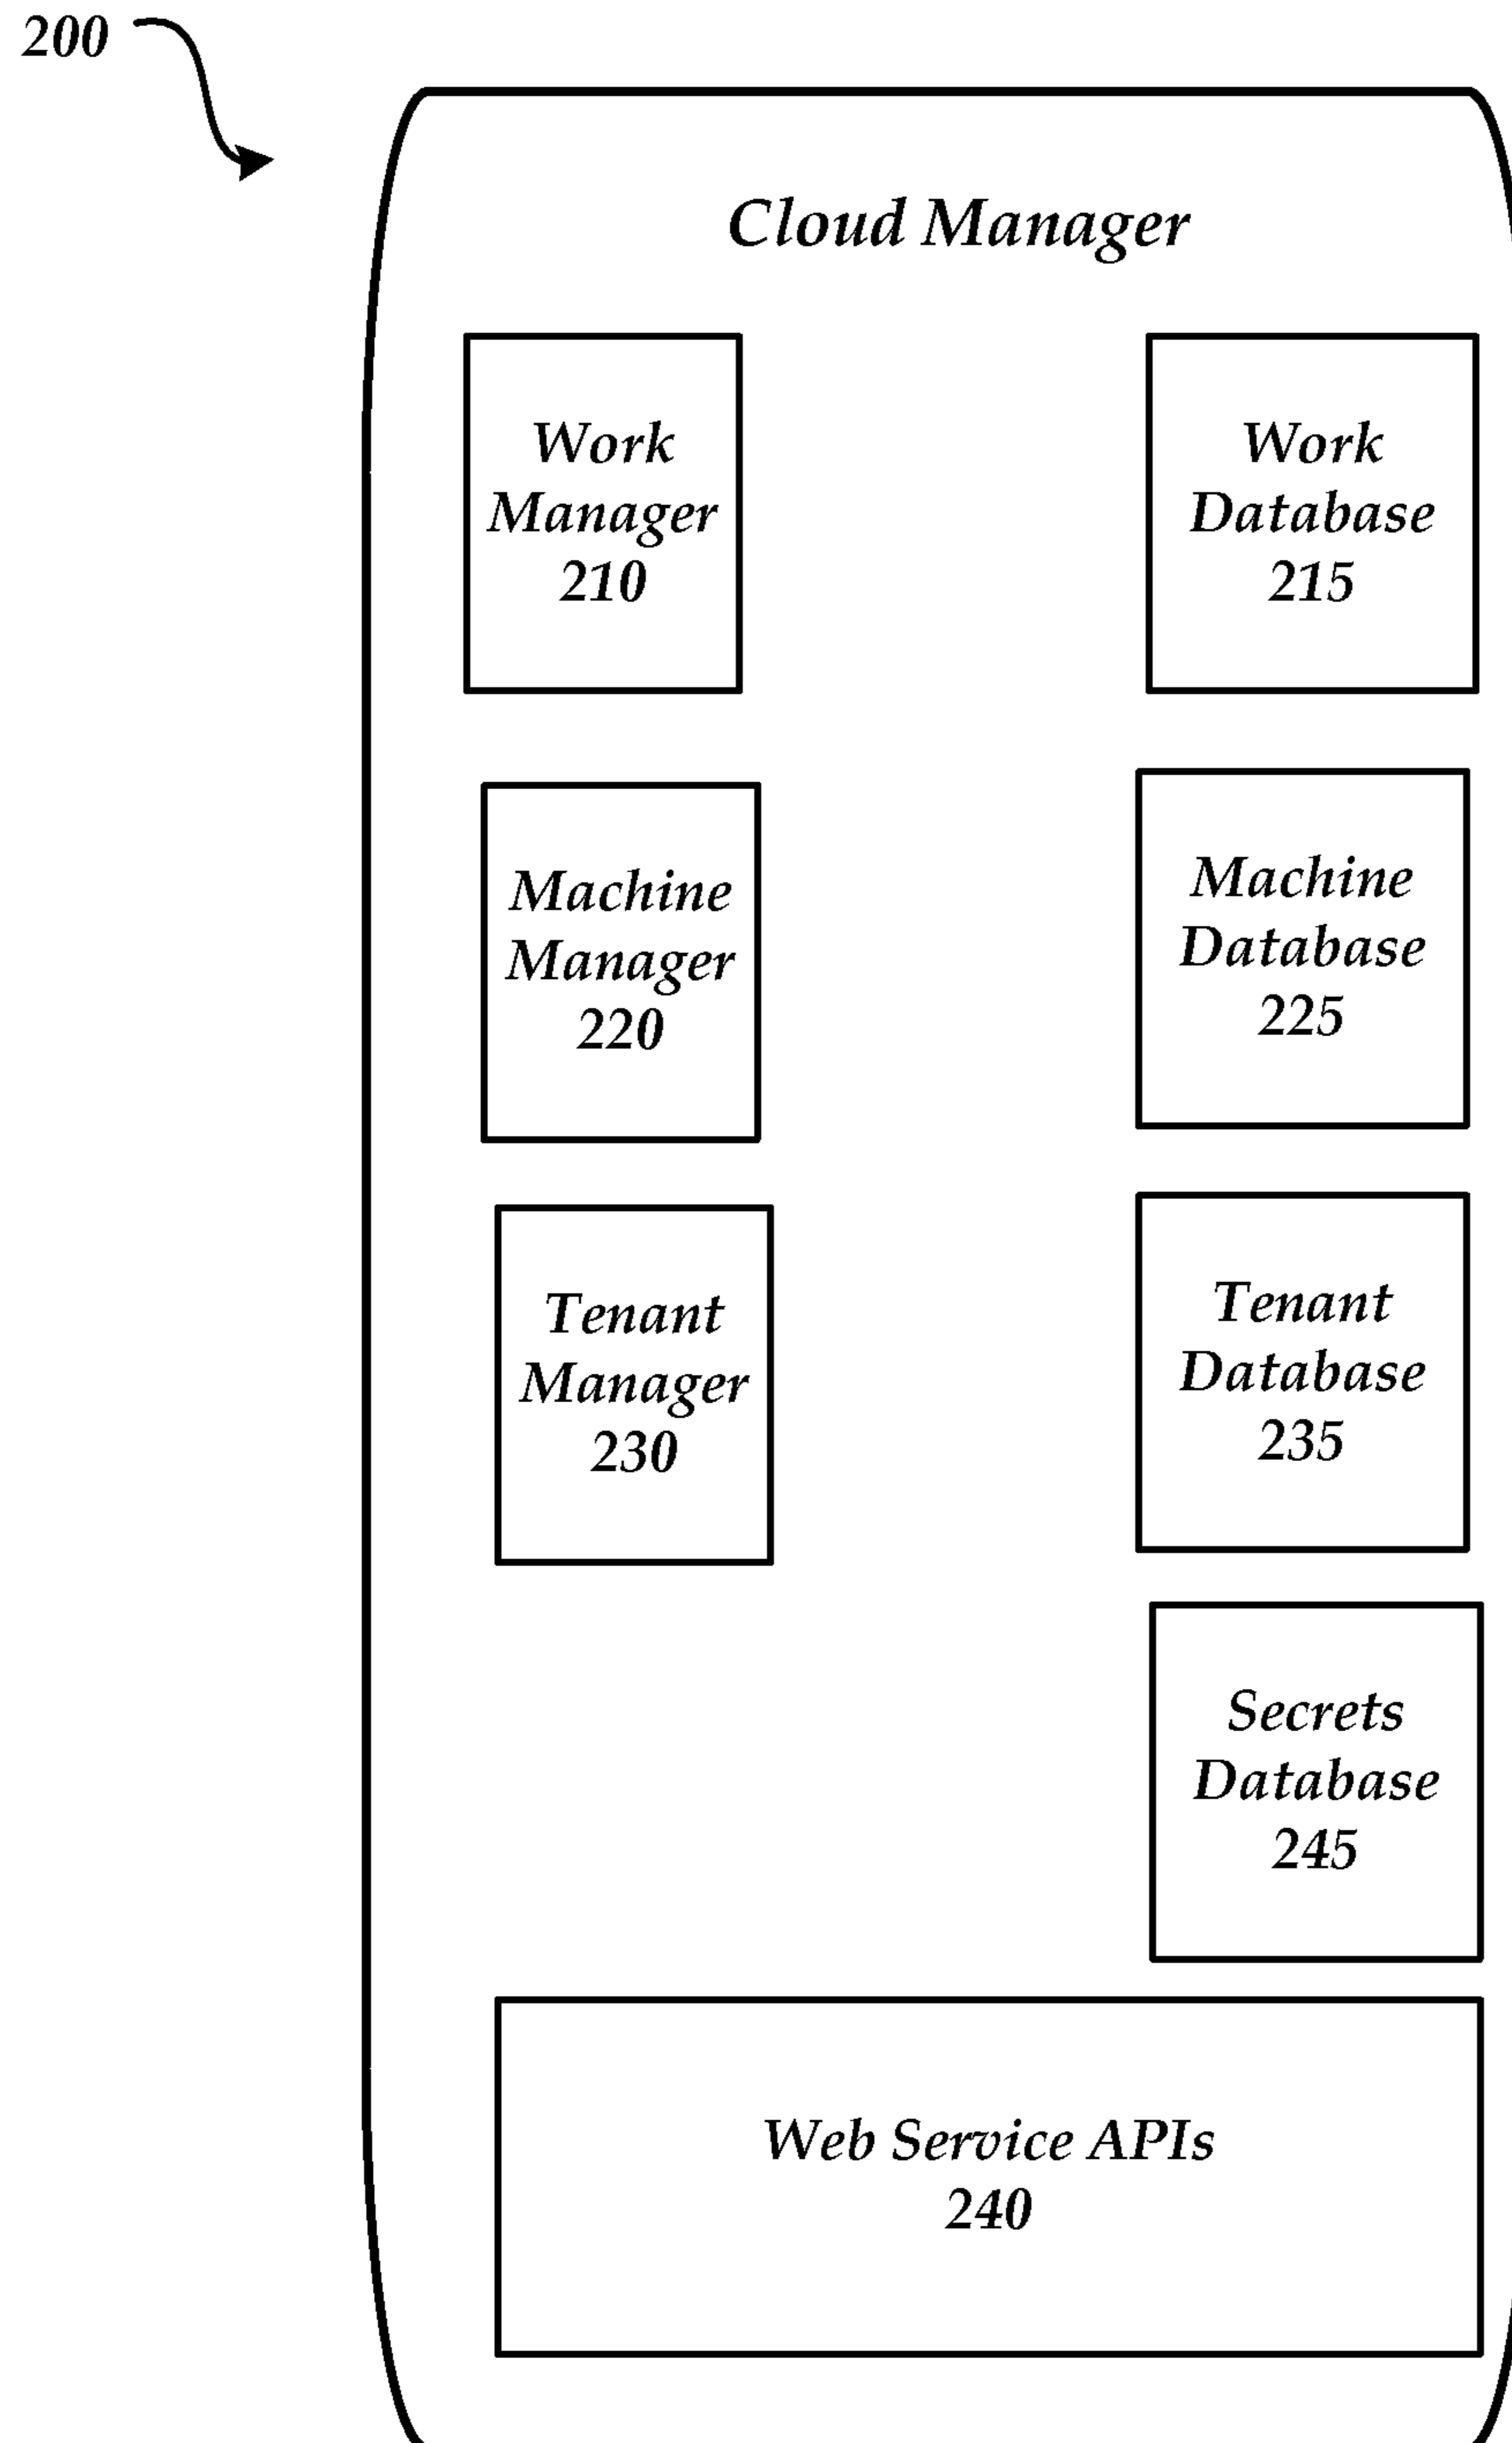 200
Cloud Manager
Work
Manager
210
Work
Database
215
Machine
Manager
220
Machine
Database
225
Tenant
Manager
230
Tenant
Database
235
Secrets
Database
245
Web Service APIs
240